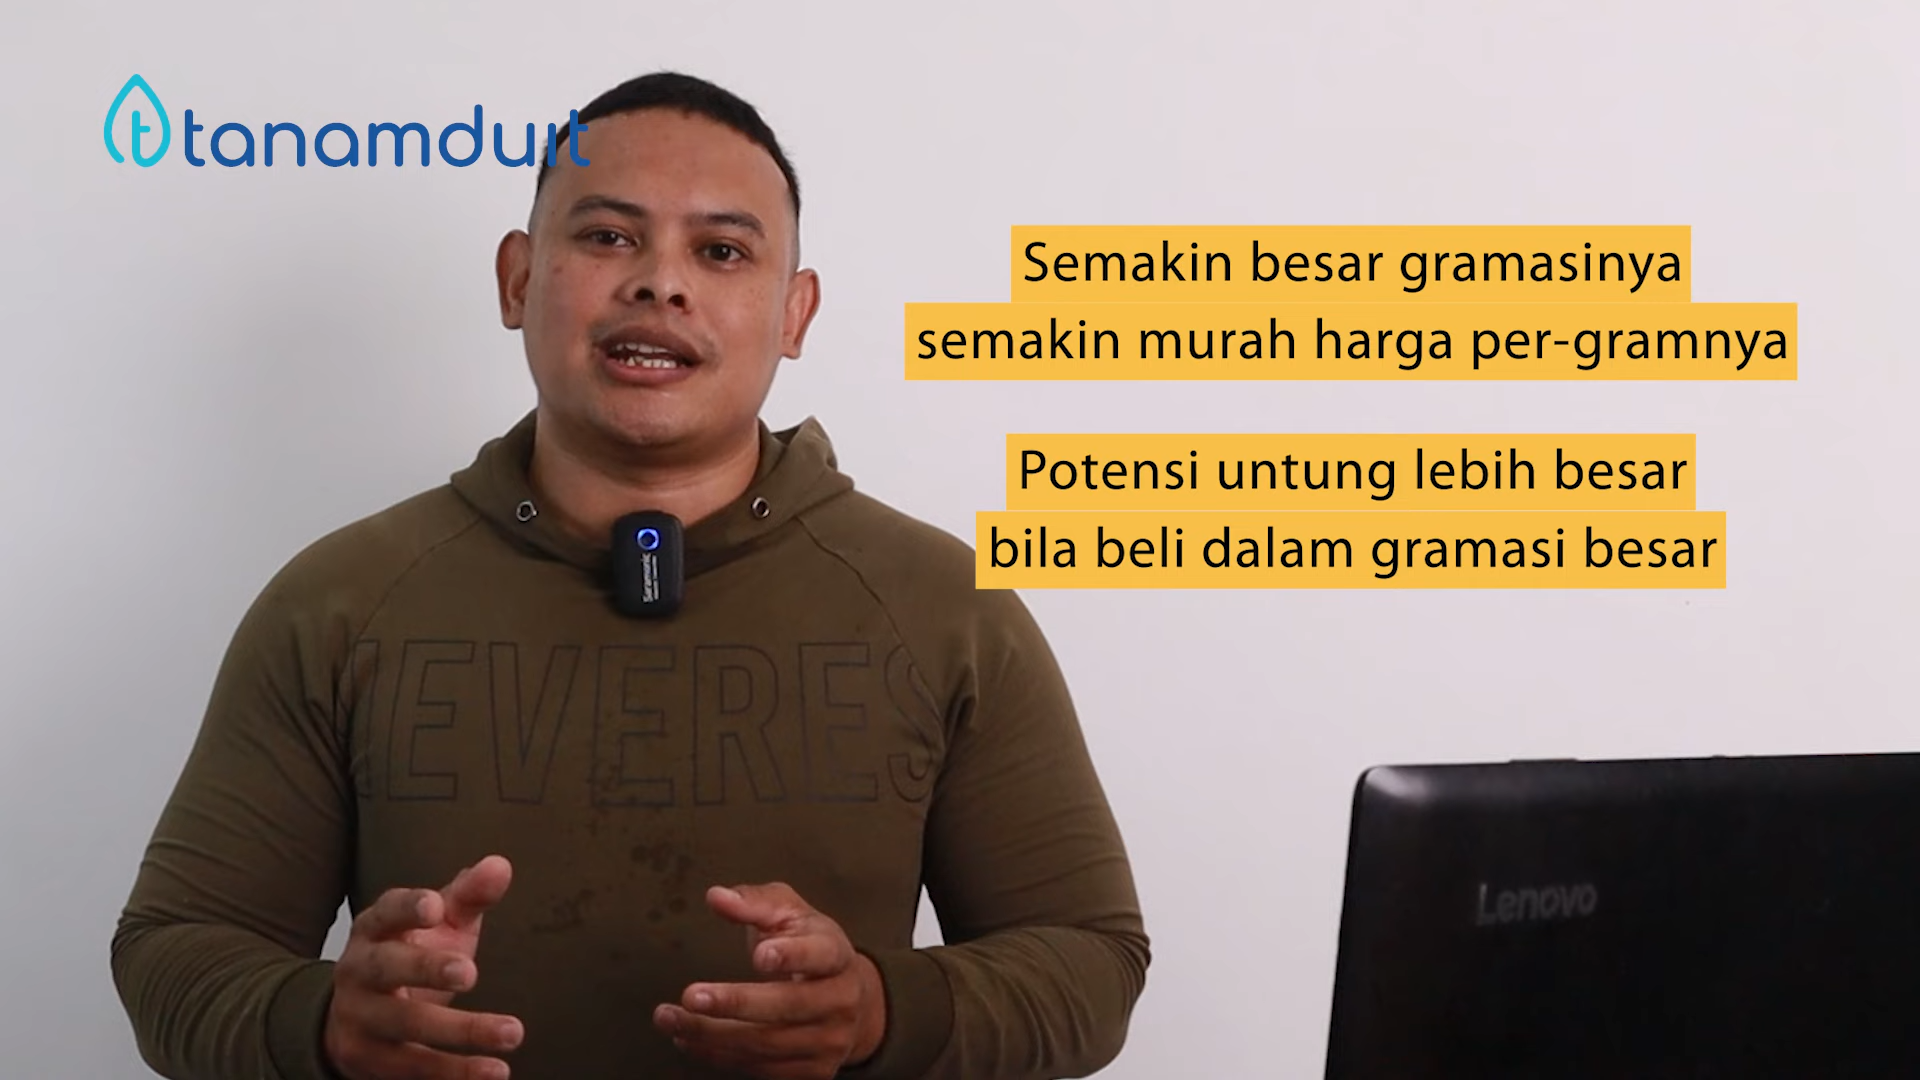 tanamduit
Semakin besar gramasinya
semakin murah harga per-gramnya
Potensi untung lebih besar
bila beli dalam gramasi besar
Saramonic
EVERES
Lenovo